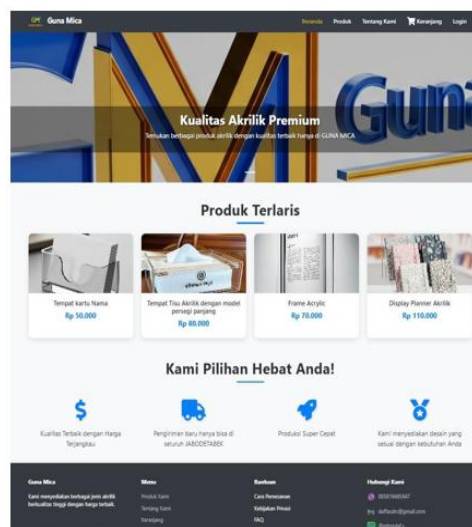 GM Guna Mica
Beranda Produk Tentang Kami Keranjang Login
Gun
Kualitas Akrilik Premium
Temukan berbagai produk akrilik dengan kualitas terbaik hanya di GUNA MICA
Produk Terlaris
Tempat kartu Nama
Rp 50.000
Tempat Tisu Akrilik dengan model
persegi panjang
Rp 80.000
Frame Acrylic
Rp 70.000
Display Planner Akrilik
Rp 110.000
Kami Pilihan Hebat Anda!
Kualitas Terbaik dengan Harga
Terjangkau
Pengiriman baru hanya bisa di
seluruh JABODETABEK
Produksi Super Cepat
Kami menyediakan desain yang
sesuai dengan kebutuhan Anda
Guna Mica
Kami menyediakan berbagai jenis akrilik
berkualitas tinggi dengan harga terbaik.
Menu
Produk Kami
Tentang Kami
Keranjang
Bantuan
Cara Pemesanan
Kebijakan Privasi
FAQ
Hubungi Kami